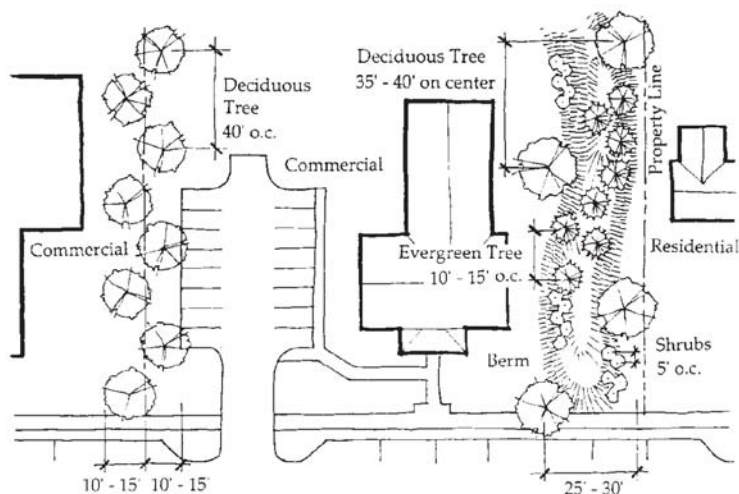 Deciduous
Tree
40' o.c.
Commercial
Commercial
Deciduous Tree
35' - 40' on center
Property Line
Evergreen Tree
10' - 15' o.c.
Residential
Berm
Shrubs
5' o.c.
10' - 15' 10' - 15'
25' - 30'